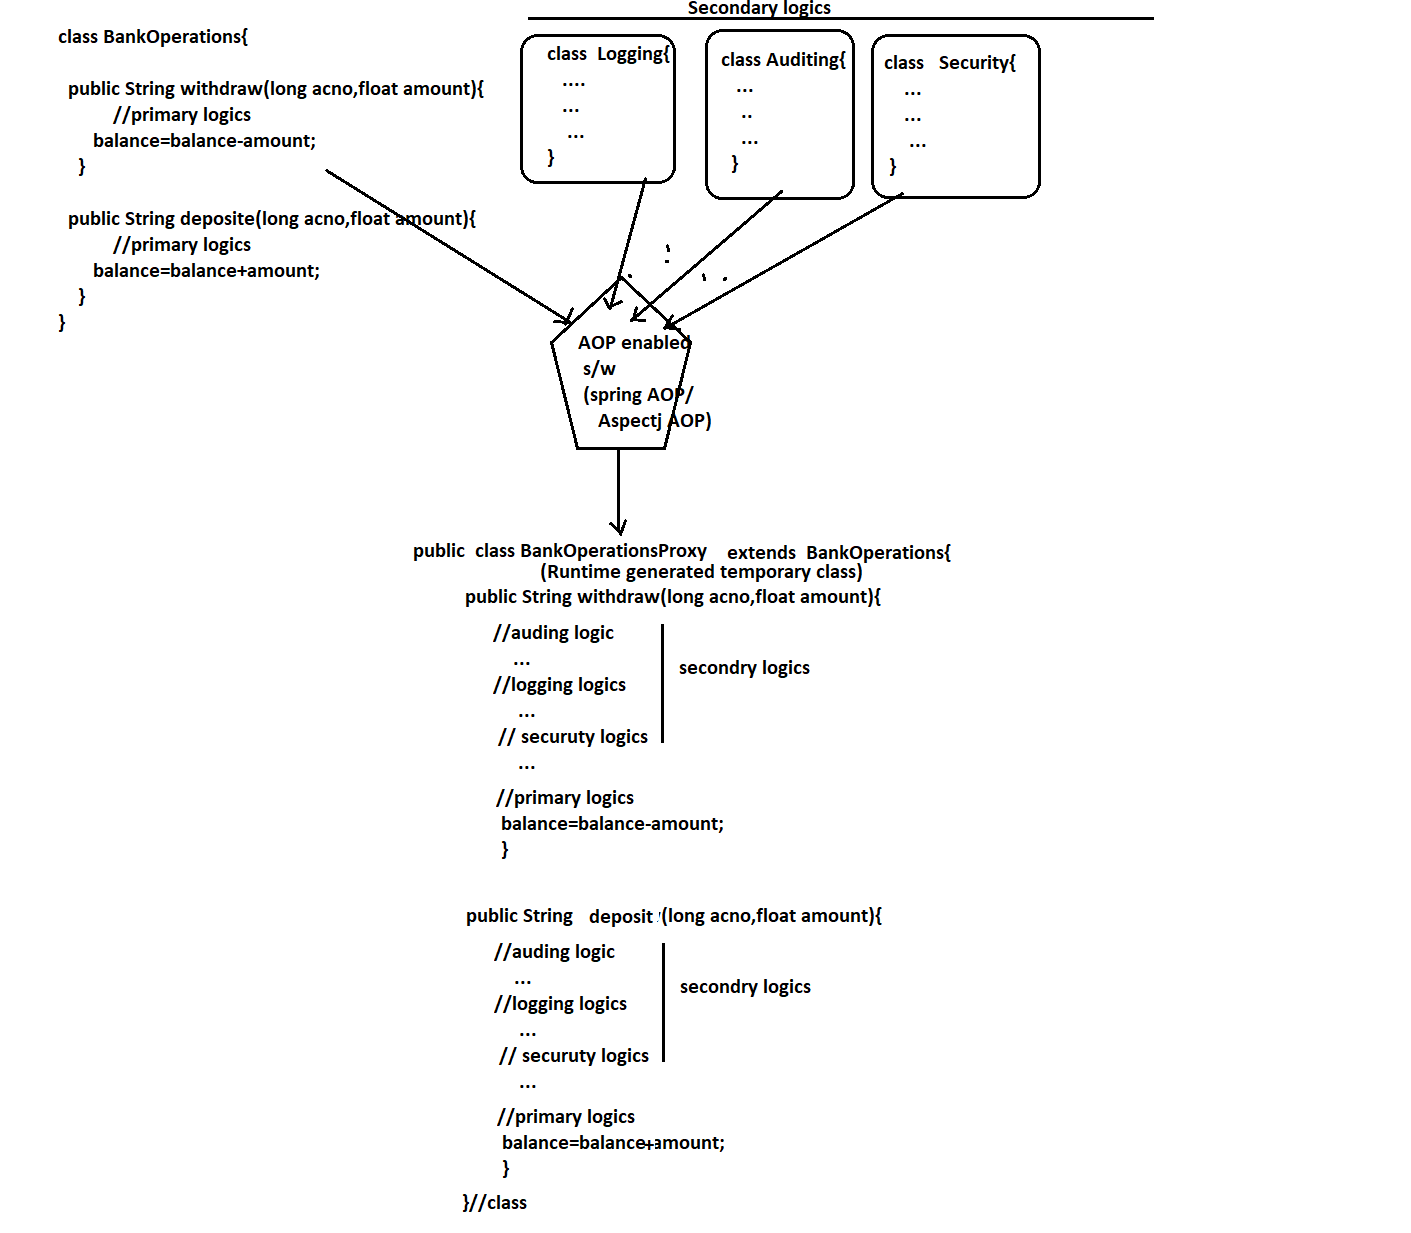 Secondary logics
class BankOperations{
public String withdraw(long acno,float amount){
//primary logics
balance=balance-amount;
}
public String deposite(long acno,float amount){
//primary logics
balance=balance+amount;
}
}
class Logging{
....
...
...
}
class Auditing{
...
..
...
}
class Security{
...
...
...
}
AOP enabled
s/w
(spring AOP/
Aspectj AOP)
public class BankOperationsProxy extends BankOperations{
(Runtime generated temporary class)
public String withdraw(long acno,float amount){
//auding logic
...
//logging logics
...
// securuty logics
...
secondry logics
//primary logics
balance=balance-amount;
}
public String deposit (long acno,float amount){
//auding logic
...
//logging logics
...
// securuty logics
...
secondry logics
//primary logics
balance=balance+amount;
}
}//class